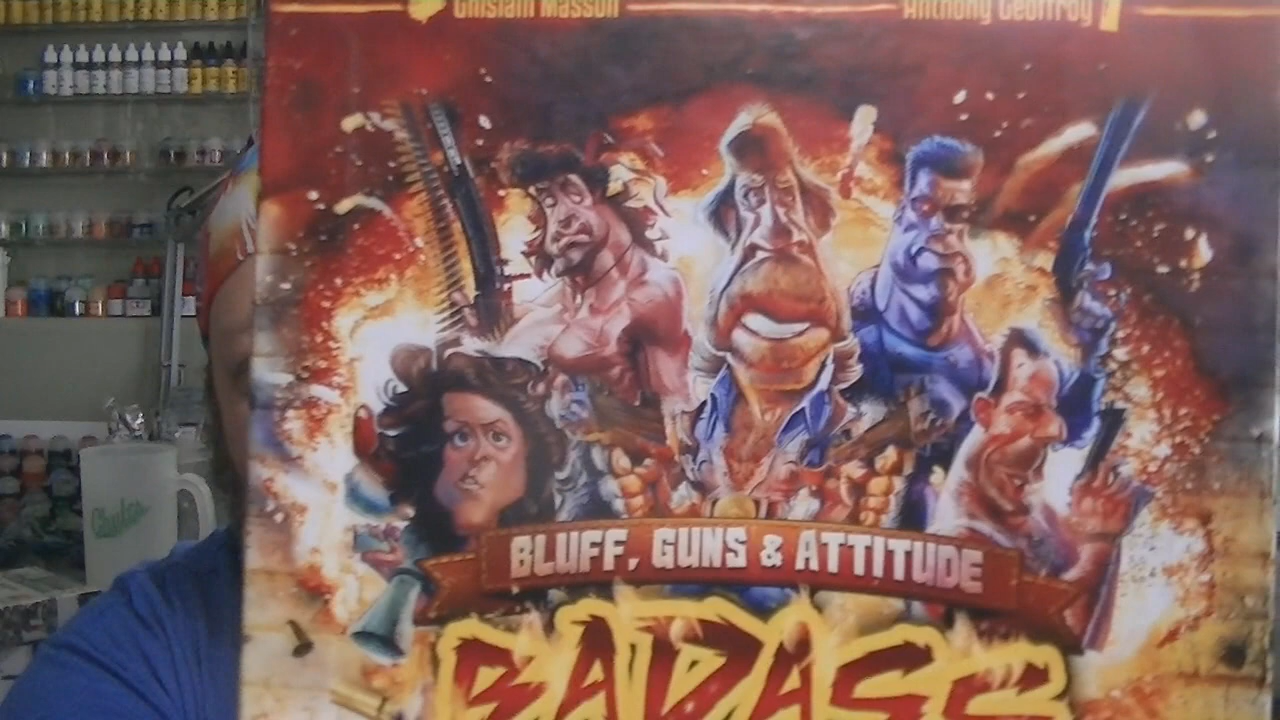 Ghislain Masson Anthony Geoffroy
BLUFF, GUNS & ATTITUDE
BADASS